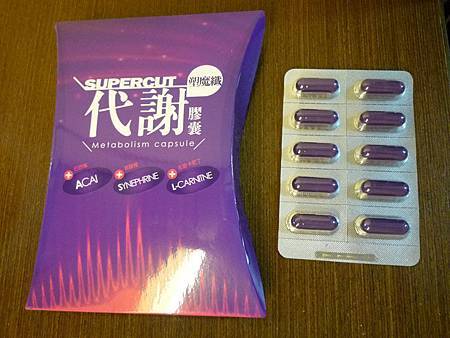 SUPERCUT
塑魔纖
代謝膠囊
Metabolism capsule
ACAI
SYNEPHRINE
L-CARNITINE